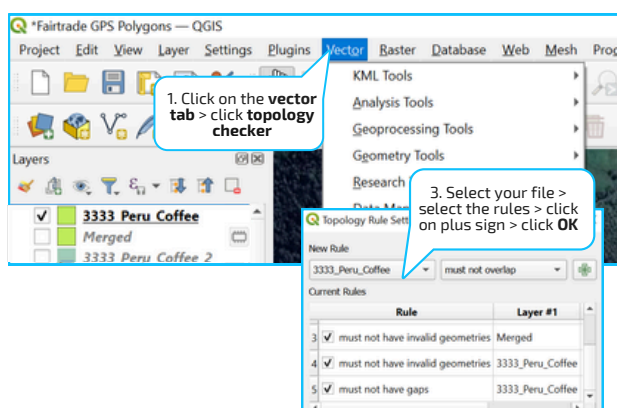 *Fairtrade GPS Polygons — QGIS
Project Edit View Layer Settings Plugins Vector Raster Database Web Mesh
KML Tools
1. Click on the vector
tab > click topology
checker
Analysis Tools
Geoprocessing Tools
Geometry Tools
Layers
Research
3. Select your file >
select the rules > click
on plus sign > click OK
3333 Peru Coffee
Merged
3333 Peru Coffee 2
Topology Rule
New Rule
3333_Peru_Coffee must not overlap
Current Rules
Rule Layer #1
3 must not have invalid geometries Merged
4 must not have invalid geometries 3333_Peru_Coffee
5 must not have gaps 3333_Peru_Coffee